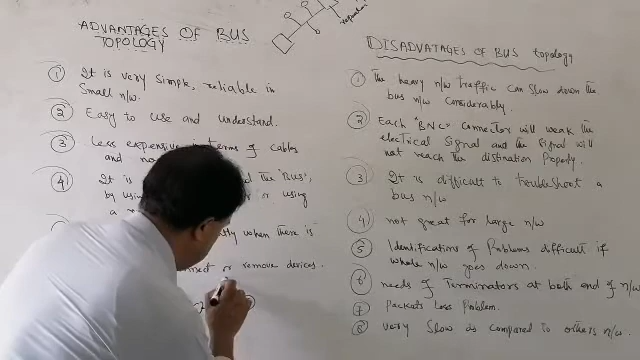 ADVANTAGES OF BUS
TOPOLOGY
① It is very simple, reliable in
small n/w.
② Easy to use and understand.
③ Less expensive in terms of cables
and
④ It is the "BUS",
by using or using
a
when there is
or remove devices.
DISADVATAGES OF BUS topology
① The heavy n/w traffic can slow down the
bus n/w considerably.
② Each "BNC" connector will weak the
electrical signal and the signal will
not reach the distination properly.
③ It is difficult to troubleshoot a
bus n/w
④ not great for large n/w
⑤ Identifications of Problems difficult if
whole n/w goes down.
⑥ needs of Terminators at both end of n/w
⑦ Packets Loss Problem.
⑧ very slow as compared to others n/w.